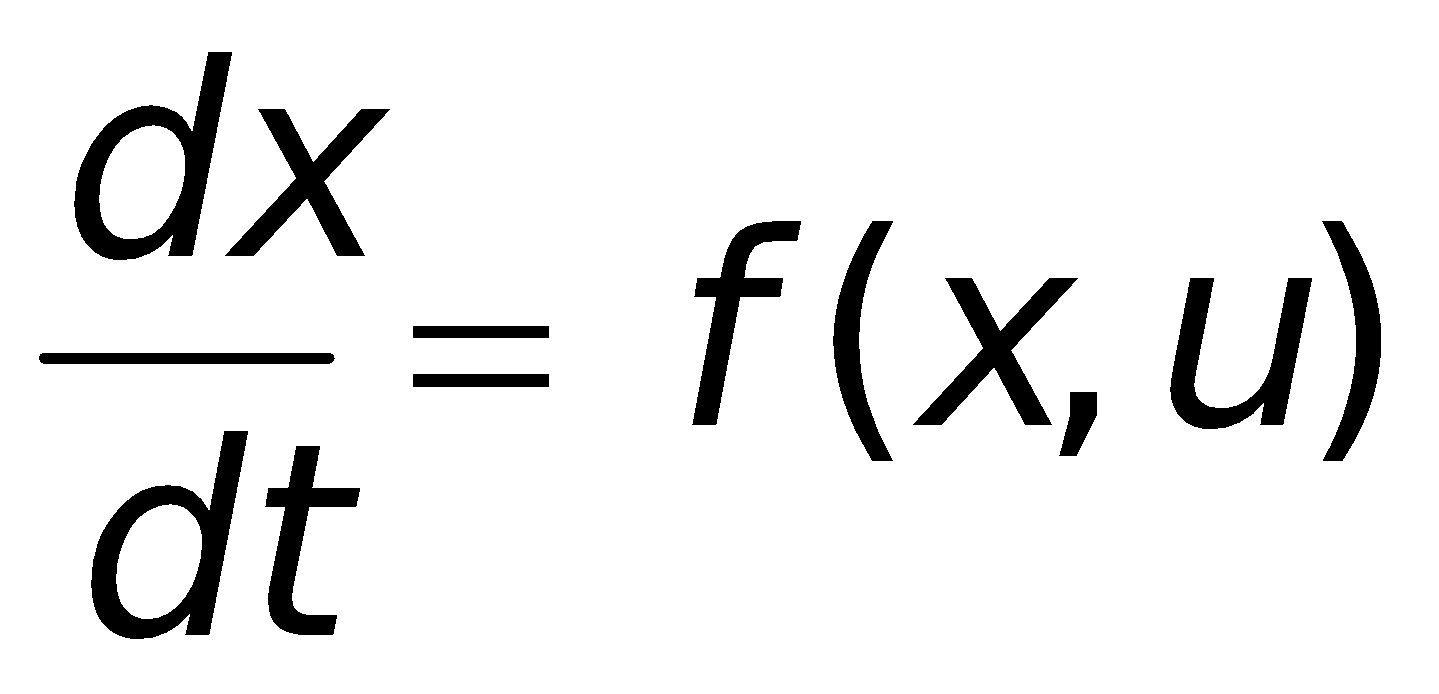 dx/dt = f(x, u)